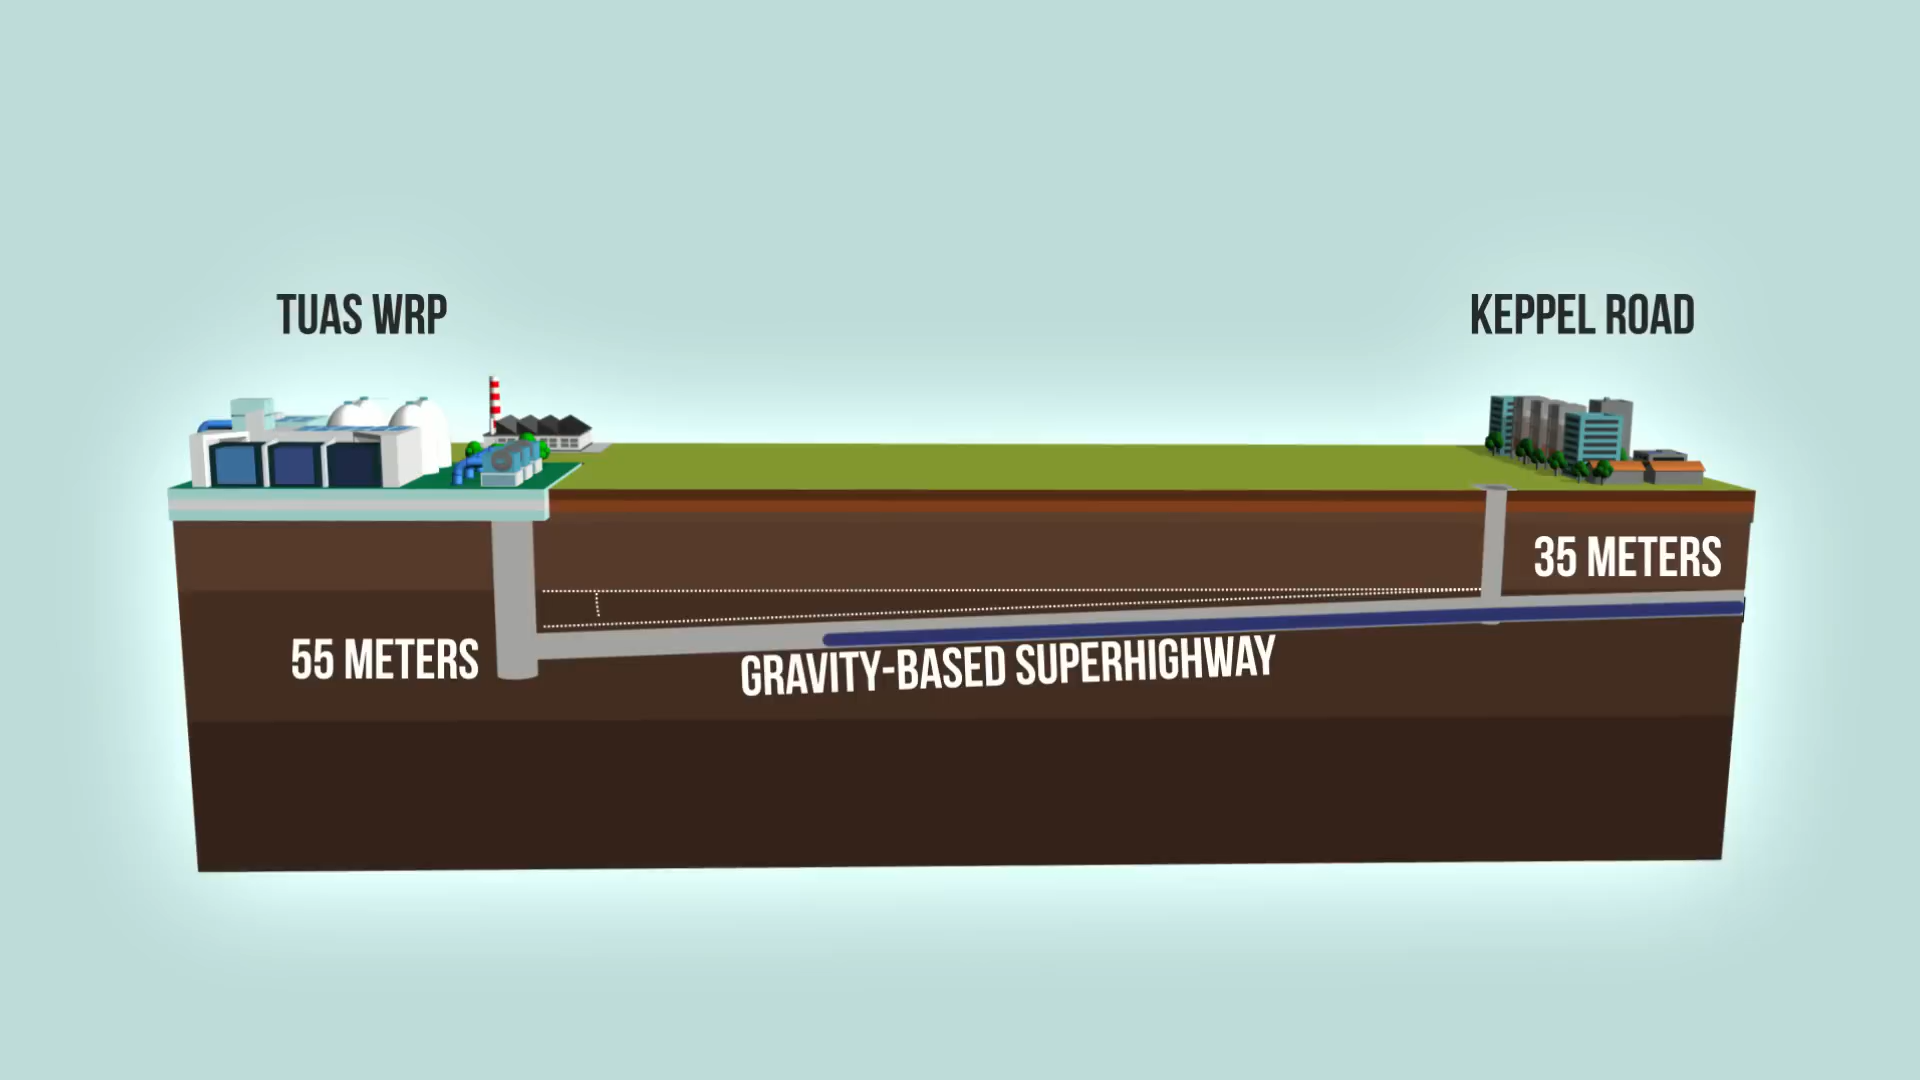 TUAS WRP
KEPPEL ROAD
35 METERS
55 METERS
GRAVITY-BASED SUPERHIGHWAY